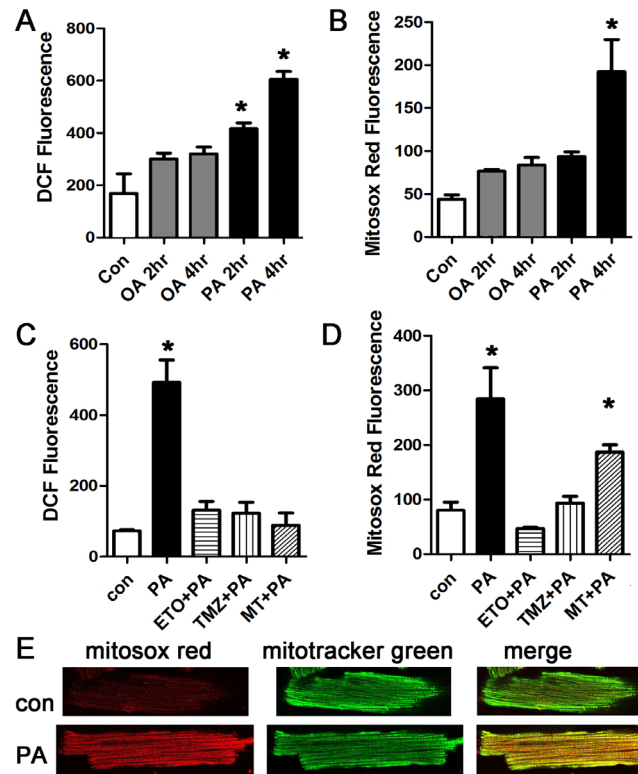 A
DCF Fluorescence
800
600
400
200
0
*
*
Con
OA 2hr
OA 4hr
PA 2hr
PA 4hr
B
Mitosox Red Fluorescence
250
200
150
100
50
0
*
Con
OA 2hr
OA 4hr
PA 2hr
PA 4hr
C
DCF Fluorescence
600
400
200
0
*
con
PA
ETO+PA
TMZ+PA
MT+PA
D
Mitosox Red Fluorescence
400
300
200
100
0
*
*
con
PA
ETO+PA
TMZ+PA
MT+PA
E
mitosox red
mitotracker green
merge
con
PA